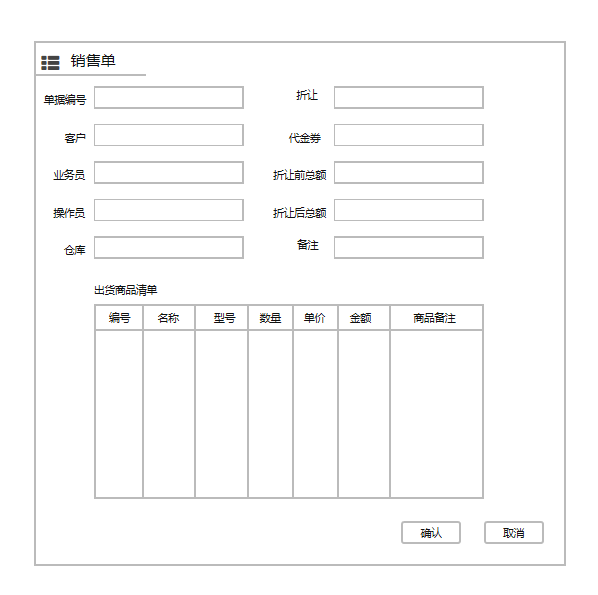 销售单
单据编号 折让
客户 代金券
业务员 折让前总额
操作员 折让后总额
仓库 备注
出货商品清单
编号 名称 型号 数量 单价 金额 商品备注
确认 取消